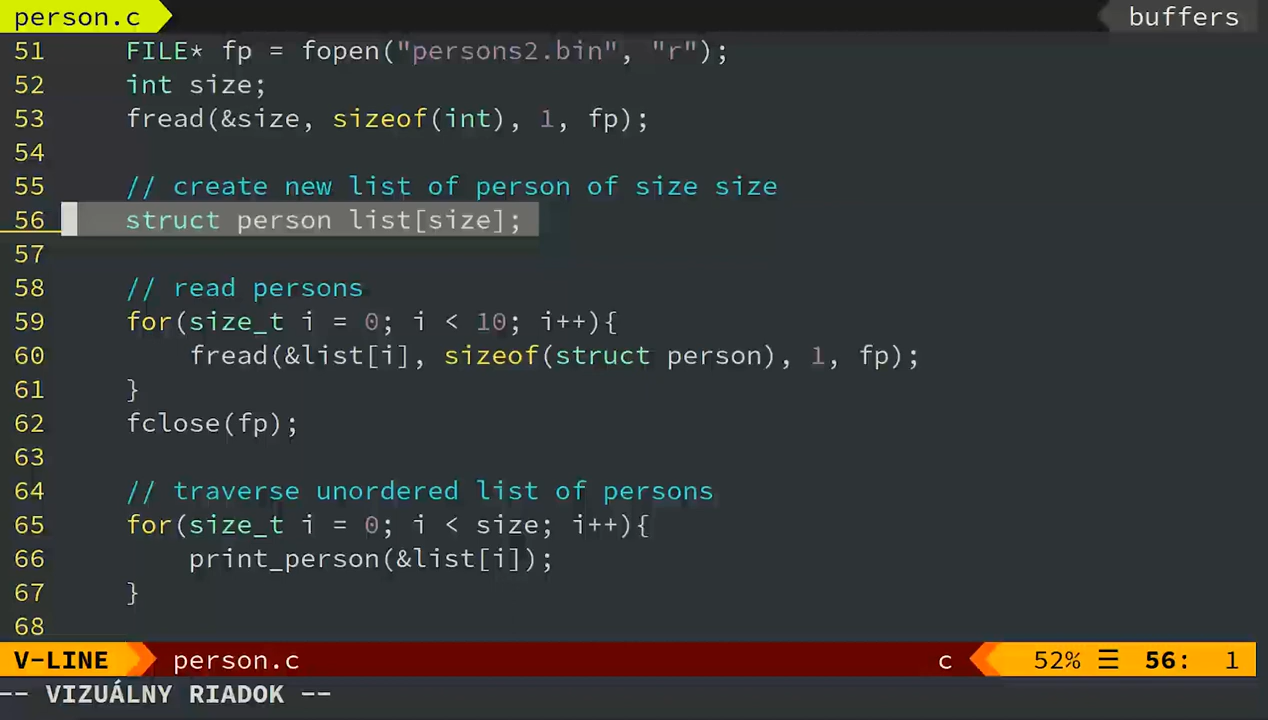 person.c buffers
51 FILE* fp = fopen("persons2.bin", "r");
52 int size;
53 fread(&size, sizeof(int), 1, fp);
54
55 // create new list of person of size size
56 struct person list[size];
57
58 // read persons
59 for(size_t i = 0; i < 10; i++){
60 fread(&list[i], sizeof(struct person), 1, fp);
61 }
62 fclose(fp);
63
64 // traverse unordered list of persons
65 for(size_t i = 0; i < size; i++){
66 print_person(&list[i]);
67 }
68
V-LINE person.c c 52% ☰ 56: 1
-- VIZUÁLNY RIADOK --